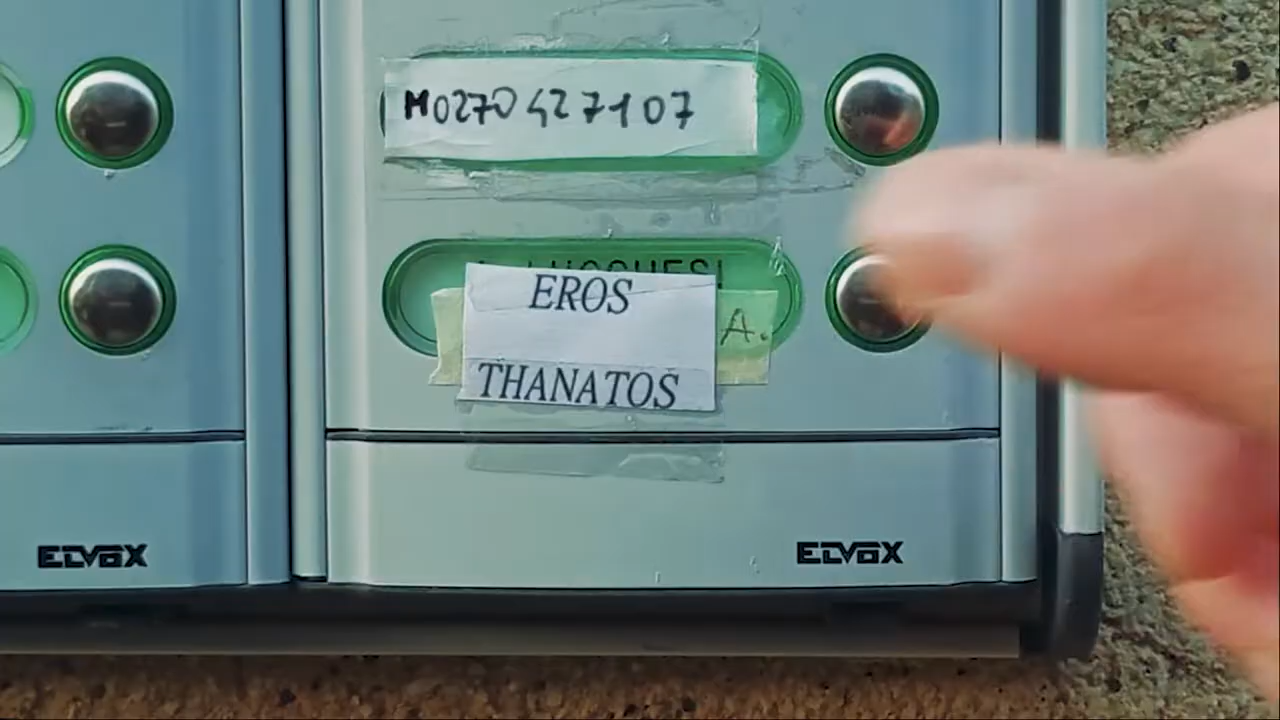 M0270427107
EROS
A.
THANATOS
ELVOX
ELVOX